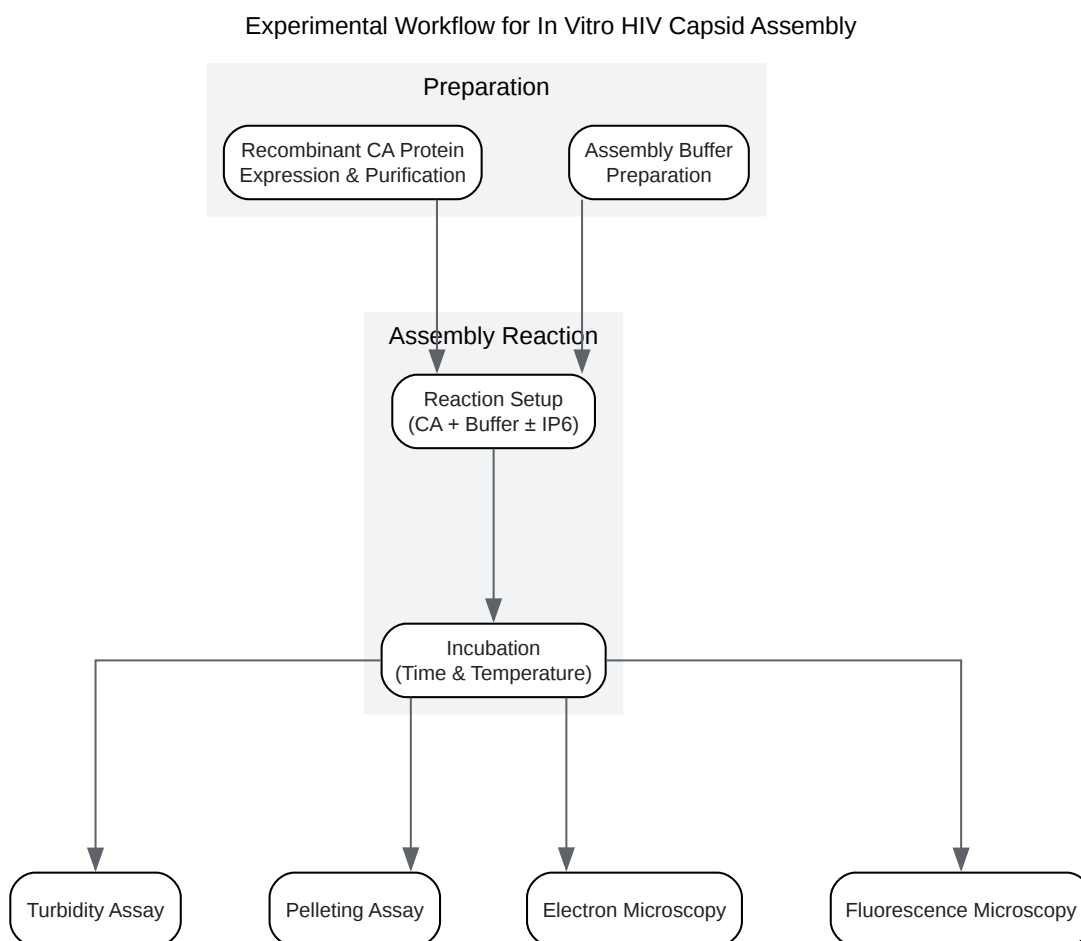 Experimental Workflow for In Vitro HIV Capsid Assembly
Preparation
Recombinant CA Protein
Expression & Purification
Assembly Buffer
Preparation
Assembly Reaction
Reaction Setup
(CA + Buffer ± IP6)
Incubation
(Time & Temperature)
Turbidity Assay
Pelleting Assay
Electron Microscopy
Fluorescence Microscopy